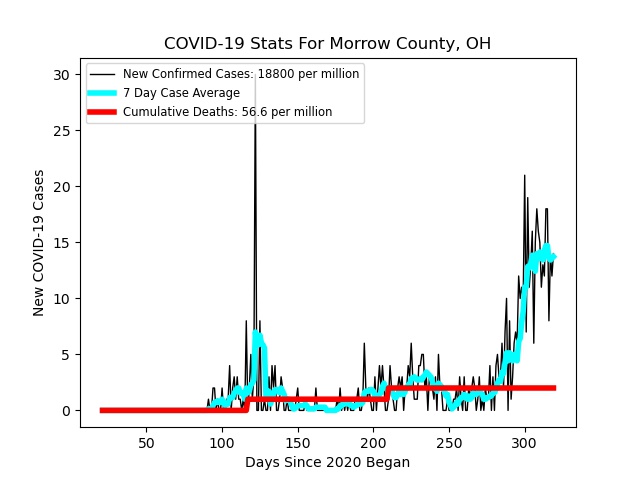 COVID-19 Stats For Morrow County, OH
New Confirmed Cases: 18800 per million
7 Day Case Average
Cumulative Deaths: 56.6 per million
New COVID-19 Cases
30
25
20
15
10
5
0
50 100 150 200 250 300
Days Since 2020 Began